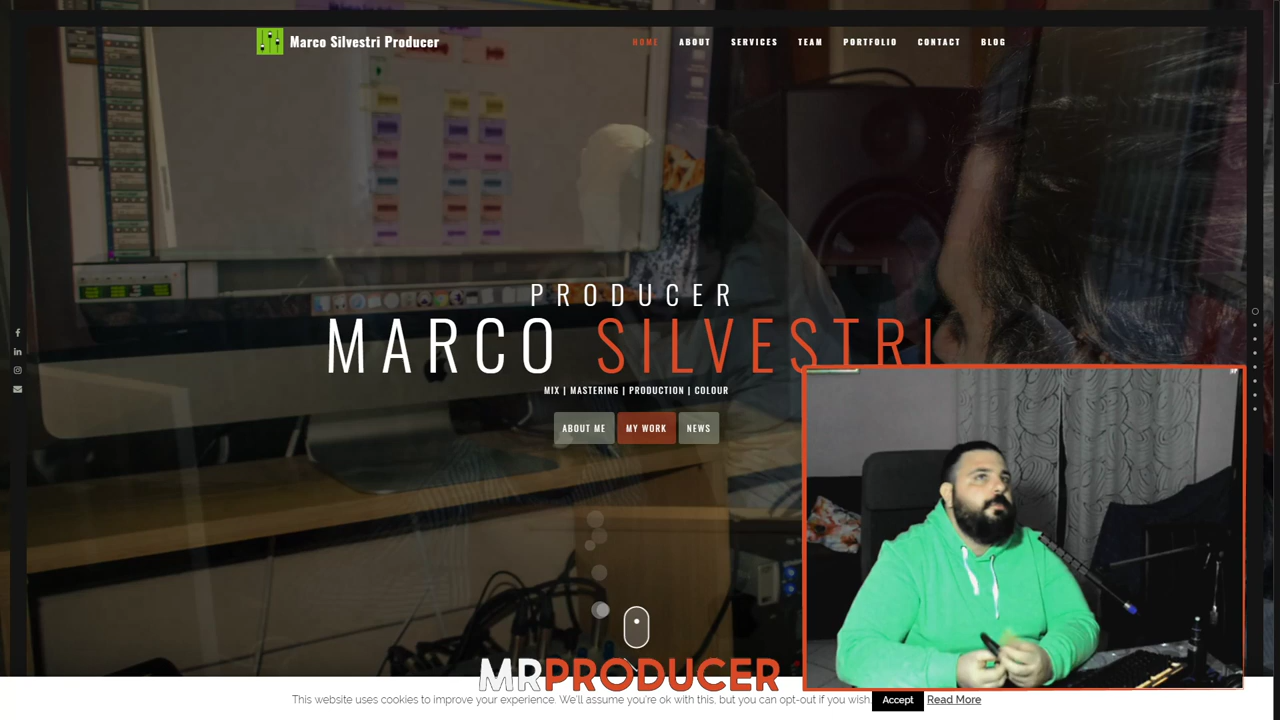 Marco Silvestri Producer
HOME ABOUT SERVICES TEAM PORTFOLIO CONTACT BLOG
PRODUCER
MARCO SILVESTRI
MIX | MASTERING | PRODUCTION | COLOUR
ABOUT ME MY WORK NEWS
MRPRODUCER
This website uses cookies to improve your experience. We'll assume you're ok with this, but you can opt-out if you wish. Accept Read More